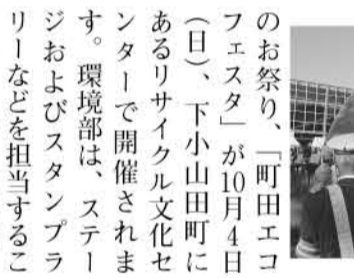 のお祭り、「町田エコ
フェスタ」が10月4日
(日)、下小山田町に
あるリサイクル文化セ
ンターで開催されま
す。環境部は、ステー
ジおよびスタンプラ
リーなどを担当するこ